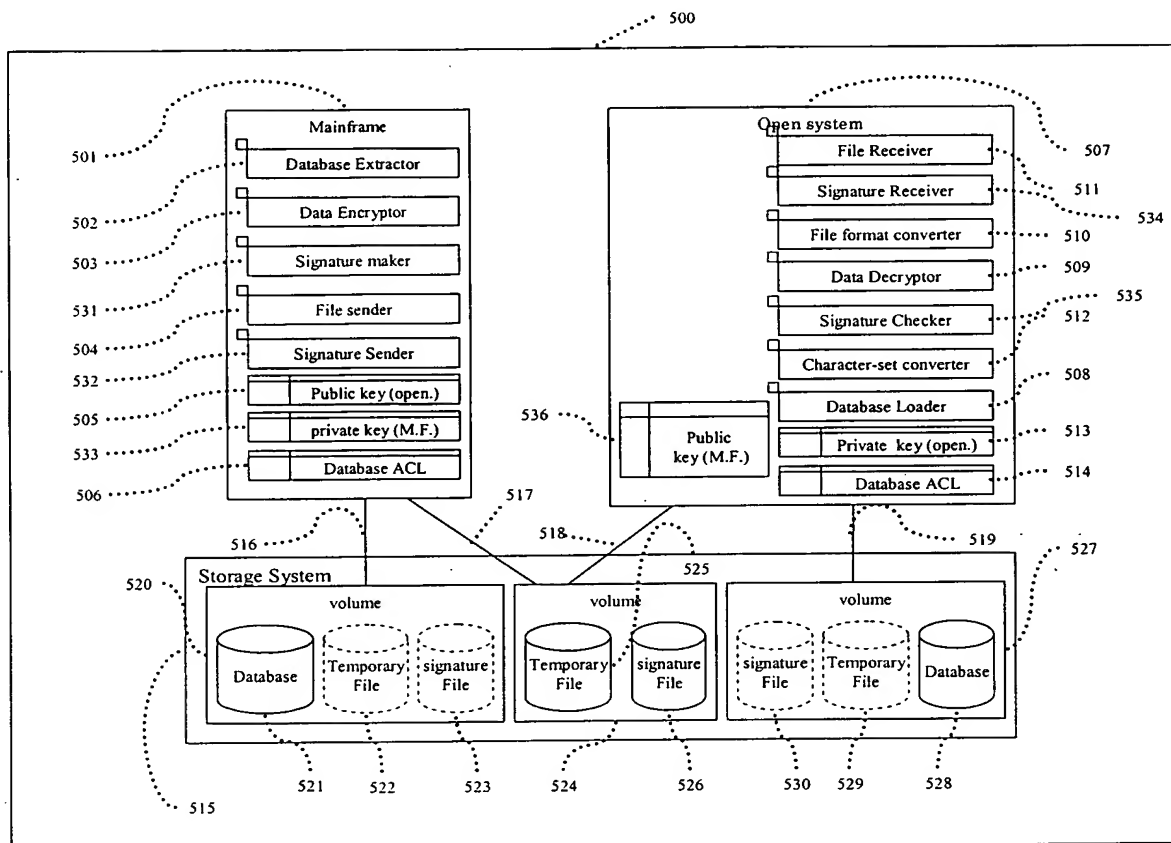 500
Mainframe
Database Extractor
Data Encryptor
Signature maker
File sender
Signature Sender
Public key (open.)
private key (M.F.)
Database ACL
501
502
503
531
504
532
505
533
506
Open system
File Receiver
Signature Receiver
File format converter
Data Decryptor
Signature Checker
Character-set converter
Database Loader
Private key (open.)
Database ACL
Public
key (M.F.)
536
507
511
534
510
509
535
512
508
513
514
516
517
518
525
519
527
Storage System
520
515
volume
Database
Temporary
File
signature
File
volume
Temporary
File
signature
File
volume
signature
File
Temporary
File
Database
521
522
523
524
526
530
529
528